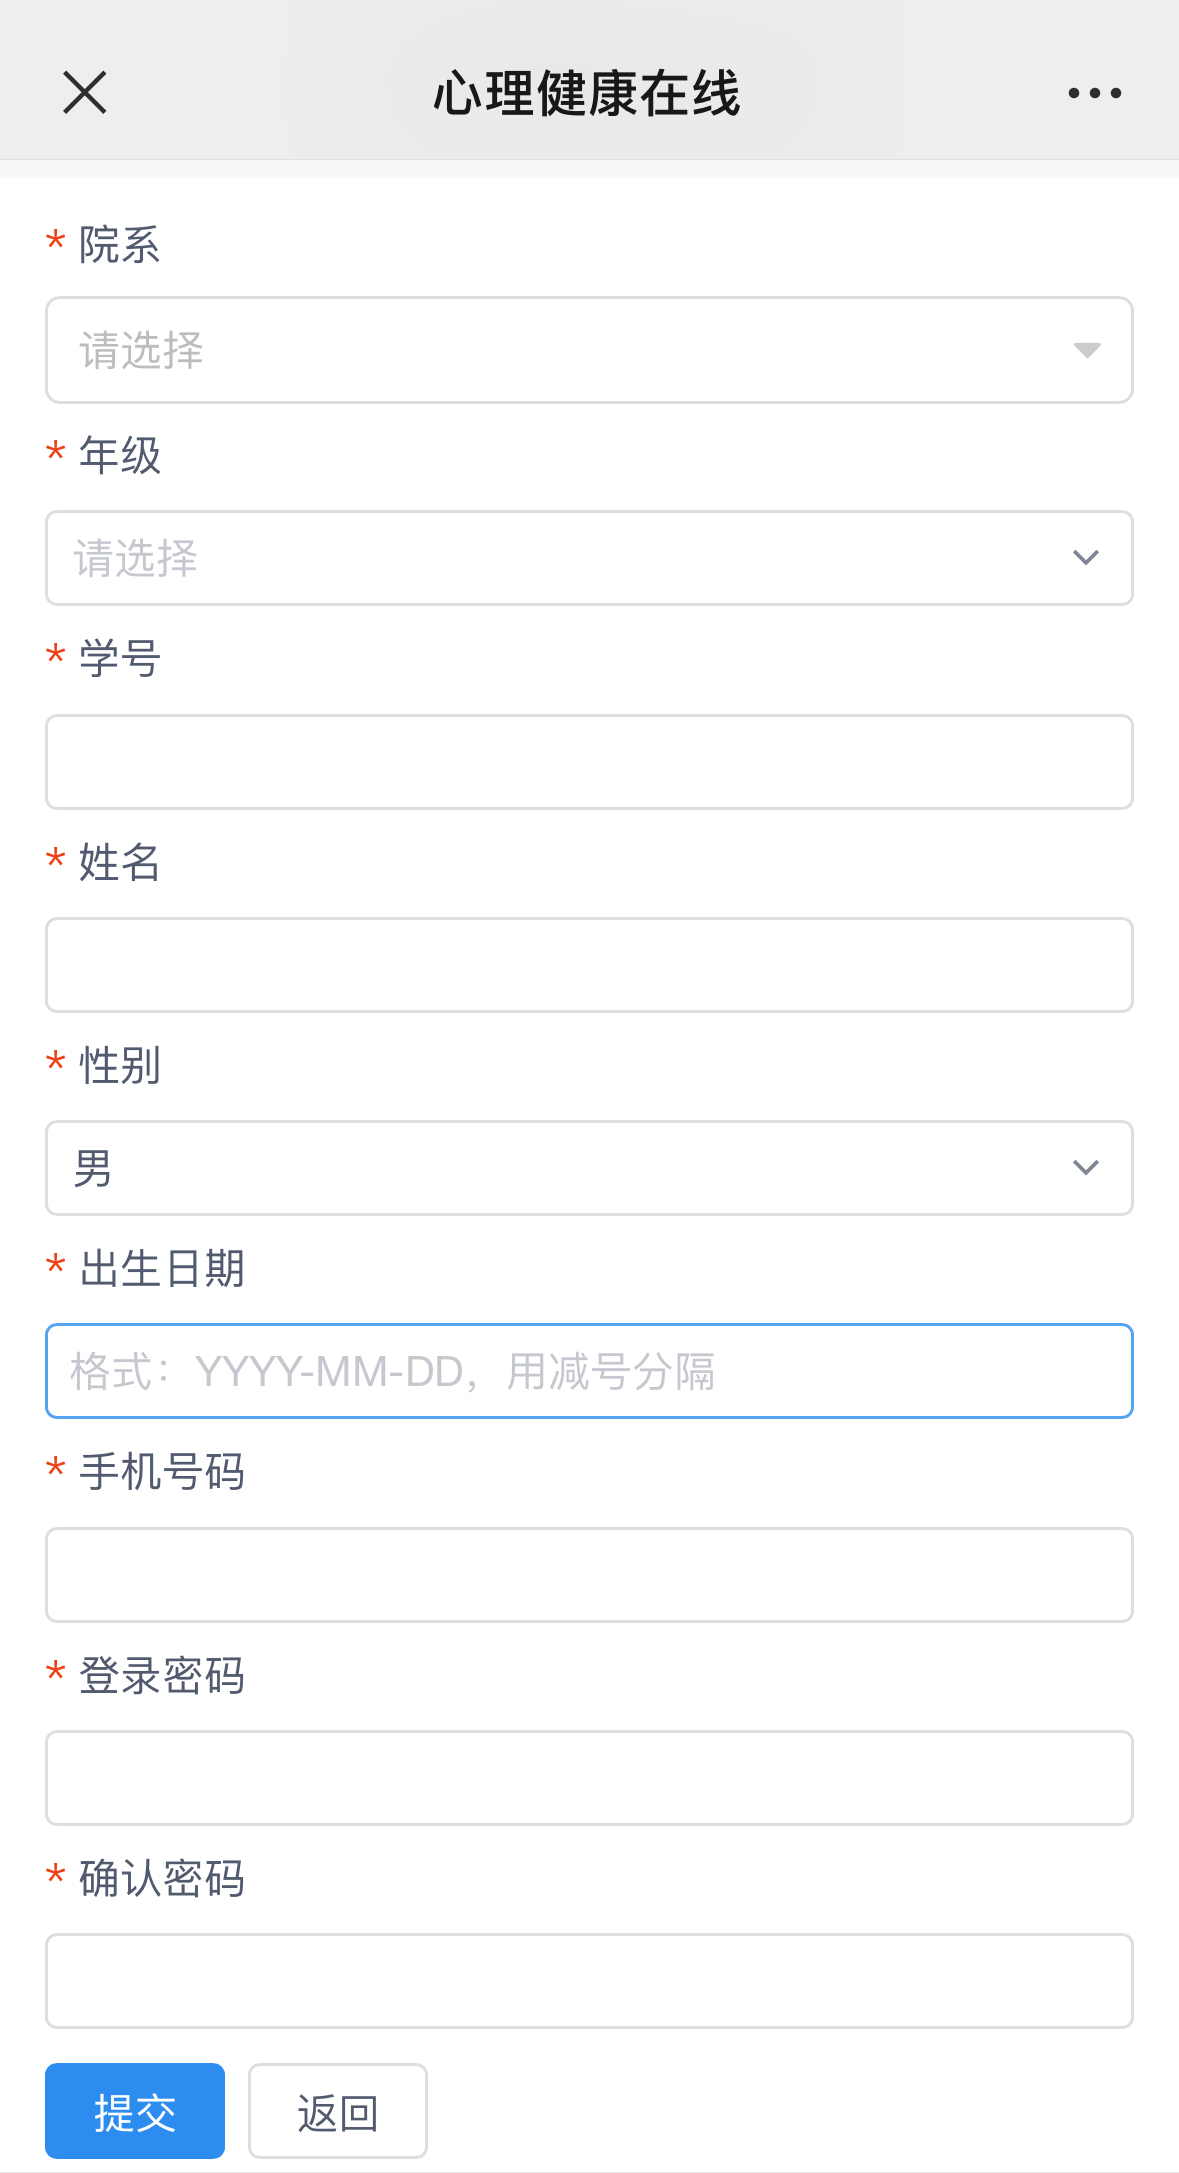 心理健康在线
* 院系
请选择
* 年级
请选择
* 学号
* 姓名
* 性别
男
* 出生日期
格式：YYYY-MM-DD，用减号分隔
* 手机号码
* 登录密码
* 确认密码
提交 返回